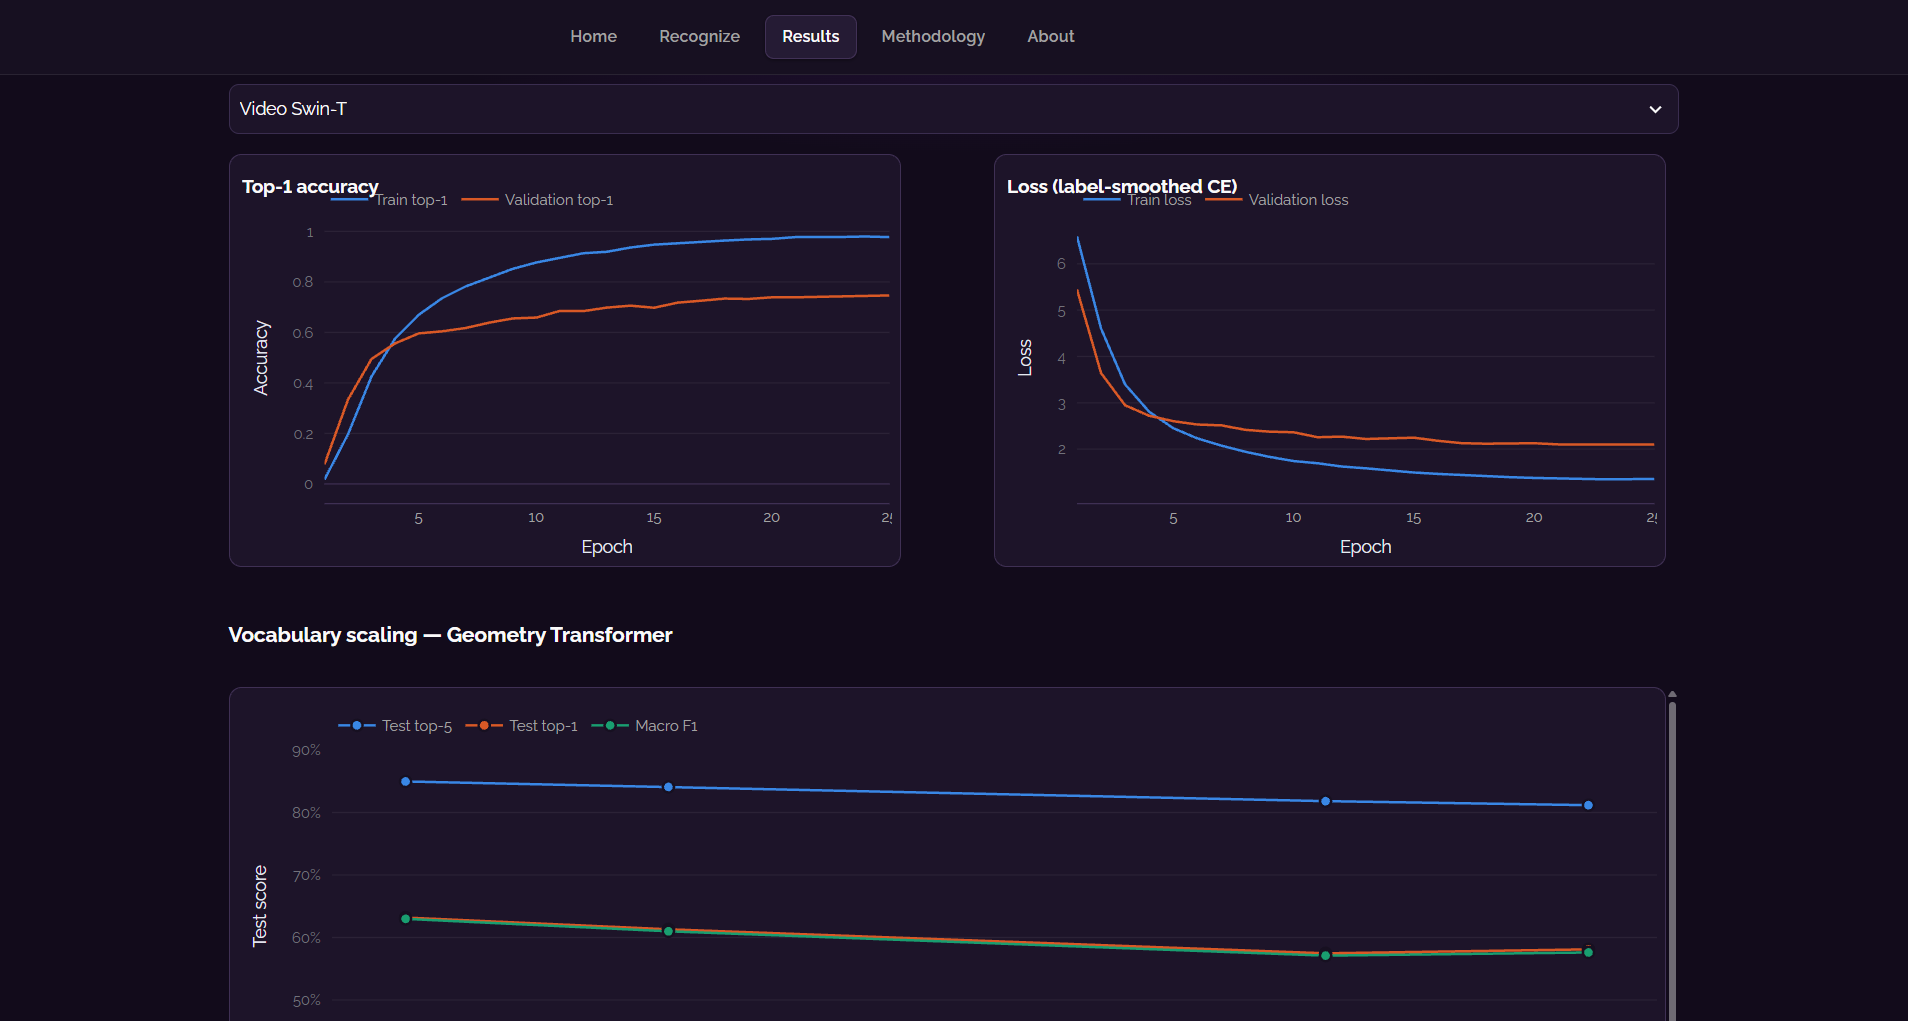 Home Recognize Results Methodology About
Video Swin-T
Top-1 accuracy
Train top-1 Validation top-1
1
0.8
0.6
0.4
0.2
0
Accuracy
5 10 15 20 25
Epoch
Loss (label-smoothed CE)
Train loss Validation loss
6
5
4
3
2
Loss
5 10 15 20 25
Epoch
Vocabulary scaling — Geometry Transformer
Test top-5 Test top-1 Macro F1
90%
80%
70%
60%
50%
Test score